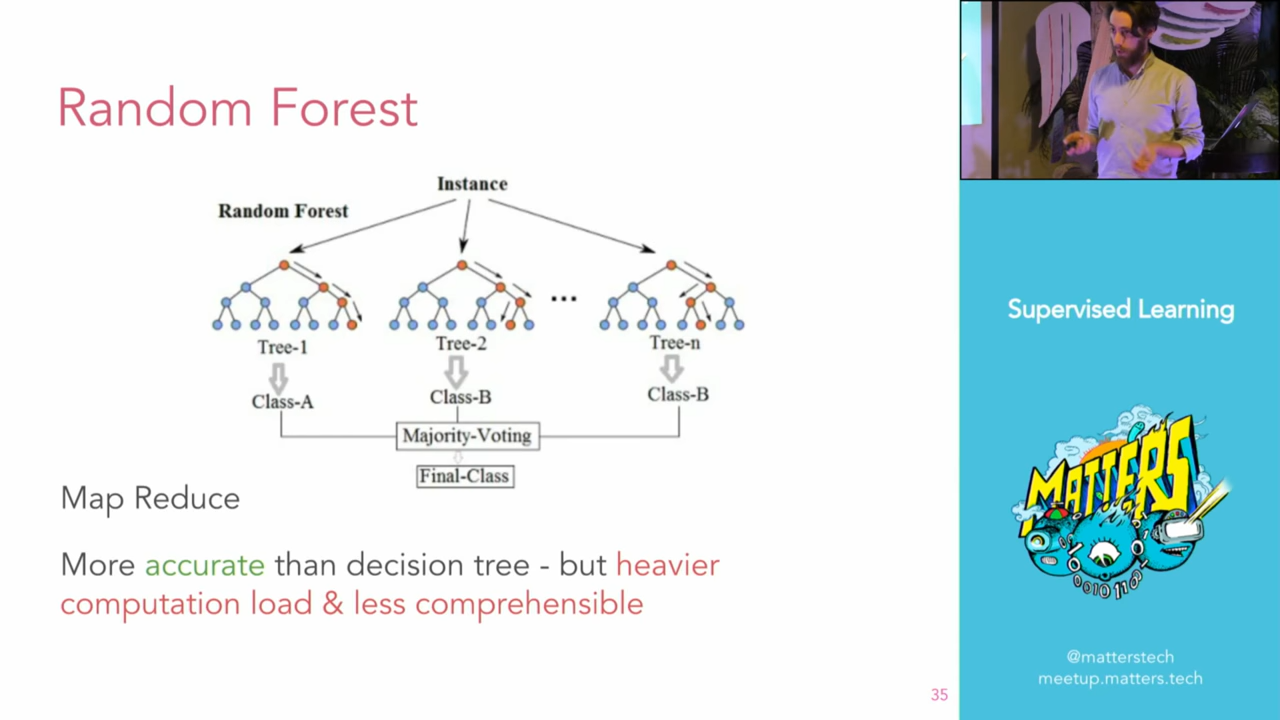 Random Forest
Instance
Random Forest
...
Tree-1
Tree-2
Tree-n
Class-A
Class-B
Class-B
Majority-Voting
Final-Class
Map Reduce
More accurate than decision tree - but heavier
computation load & less comprehensible
35
Supervised Learning
MATTERS
@matterstech
meetup.matters.tech